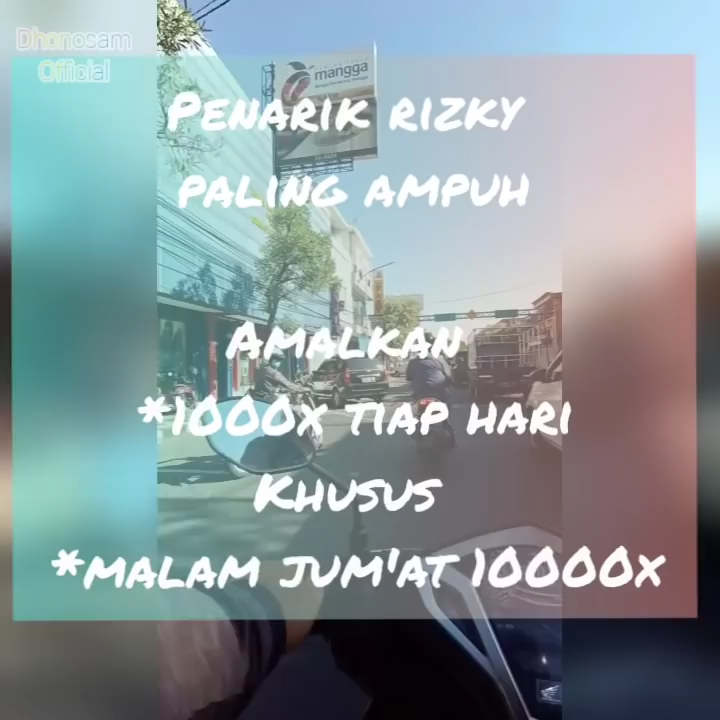 Dhonosam
Official
mangga
PENARIK RIZKY
PALING AMPUH
AMALKAN
*1000X TIAP HARI
KHUSUS
*MALAM JUM'AT 10000X